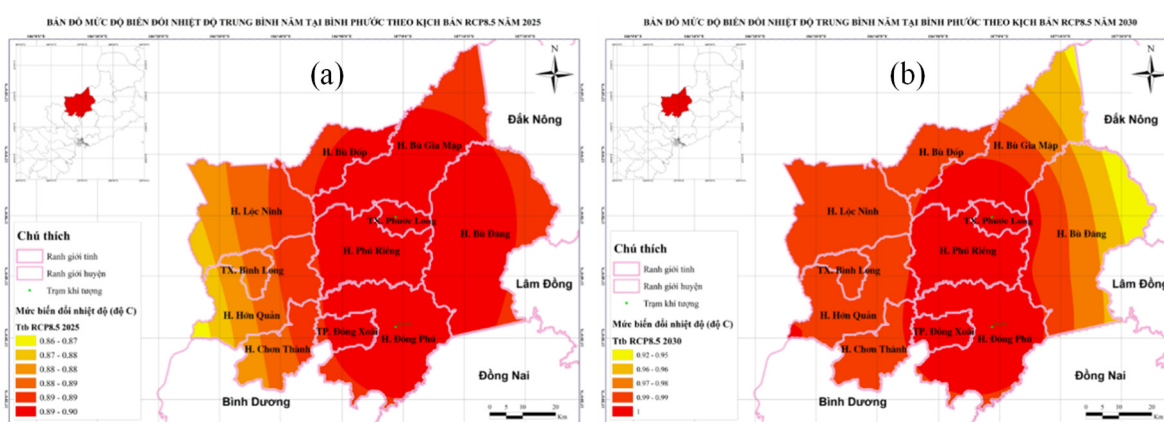 BẢN ĐỒ MỨC ĐỘ BIẾN ĐỔI NHIỆT ĐỘ TRUNG BÌNH NĂM TẠI BÌNH PHƯỚC THEO KỊCH BẢN RCP8.5 NĂM 2025
(a)
N
Đắk Nông
H. Bù Đốp
H. Bù Gia Mập
H. Lộc Ninh
TX. Phước Long
H. Bù Đăng
H. Phú Riềng
TX. Bình Long
Lâm Đồng
H. Hớn Quản
TP. Đồng Xoài
H. Đồng Phú
H. Chơn Thành
Đồng Nai
Bình Dương
Chú thích
Ranh giới tỉnh
Ranh giới huyện
Trạm khí tượng
Mức biến đổi nhiệt độ (độ C)
Ttb RCP8.5 2025
0.86 - 0.87
0.87 - 0.88
0.88 - 0.88
0.88 - 0.89
0.89 - 0.89
0.89 - 0.90
0 5 10 20
Km
BẢN ĐỒ MỨC ĐỘ BIẾN ĐỔI NHIỆT ĐỘ TRUNG BÌNH NĂM TẠI BÌNH PHƯỚC THEO KỊCH BẢN RCP8.5 NĂM 2030
(b)
N
Đắk Nông
H. Bù Đốp
H. Bù Gia Mập
H. Lộc Ninh
TX. Phước Long
H. Bù Đăng
H. Phú Riềng
TX. Bình Long
Lâm Đồng
H. Hớn Quản
TP. Đồng Xoài
H. Đồng Phú
H. Chơn Thành
Đồng Nai
Bình Dương
Chú thích
Ranh giới tỉnh
Ranh giới huyện
Trạm khí tượng
Mức biến đổi nhiệt độ (độ C)
Ttb RCP8.5 2030
0.92 - 0.95
0.96 - 0.96
0.97 - 0.98
0.99 - 0.99
1
0 5 10 20
Km